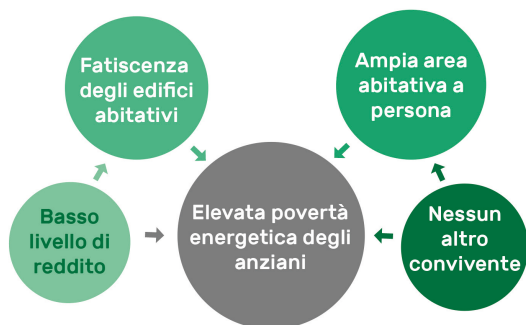 Fatiscenza
degli edifici
abitativi
Ampia area
abitativa a
persona
Basso
livello di
reddito
Elevata povertà
energetica degli
anziani
Nessun
altro
convivente